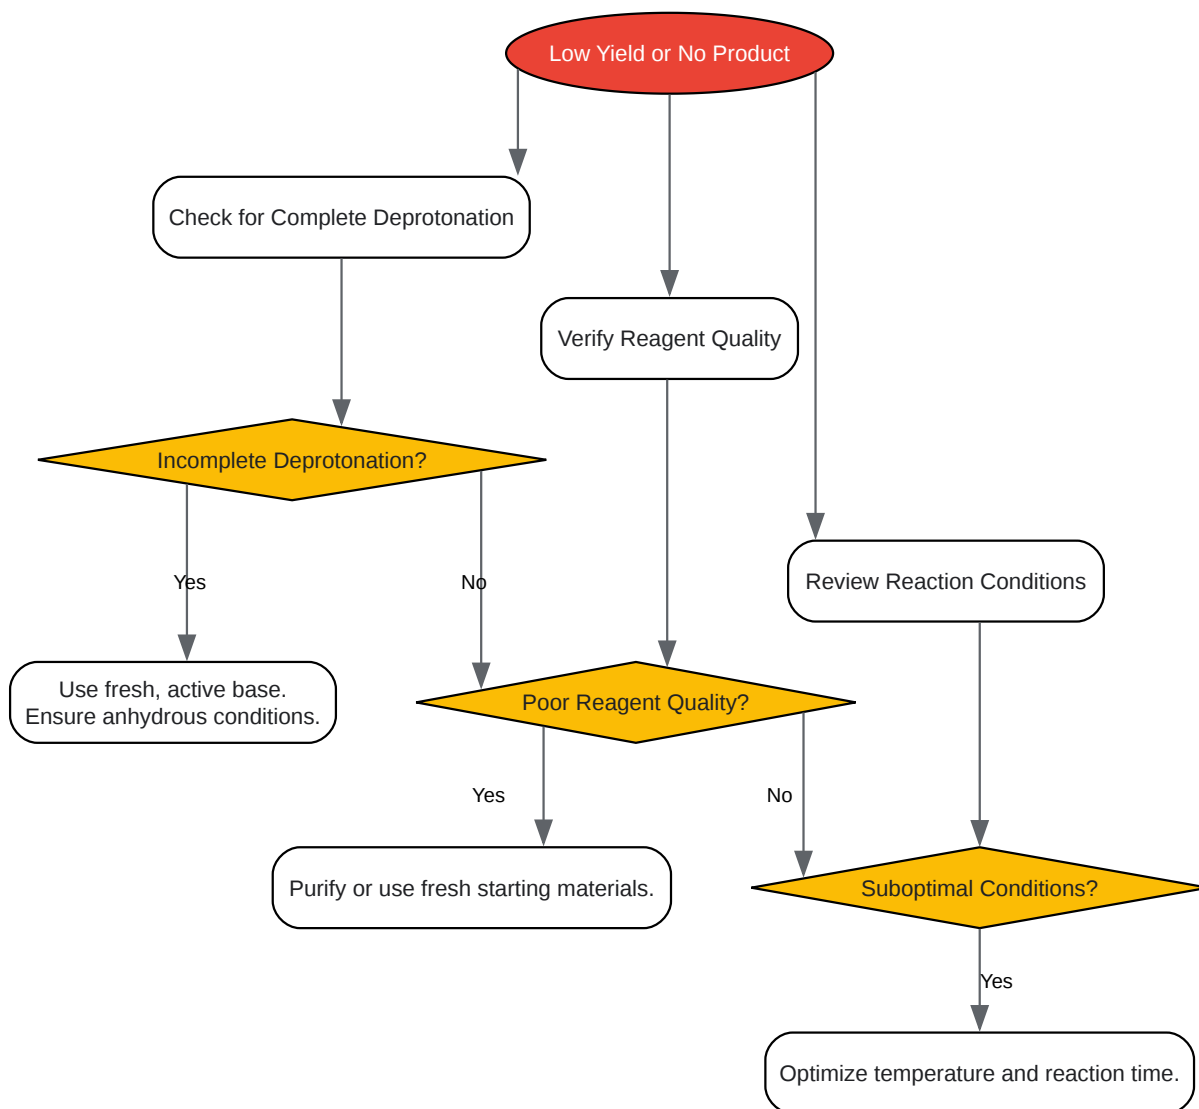 Low Yield or No Product
Check for Complete Deprotonation
Verify Reagent Quality
Incomplete Deprotonation?
Yes
No
Review Reaction Conditions
Use fresh, active base.
Ensure anhydrous conditions.
Poor Reagent Quality?
Yes
No
Purify or use fresh starting materials.
Suboptimal Conditions?
Yes
Optimize temperature and reaction time.